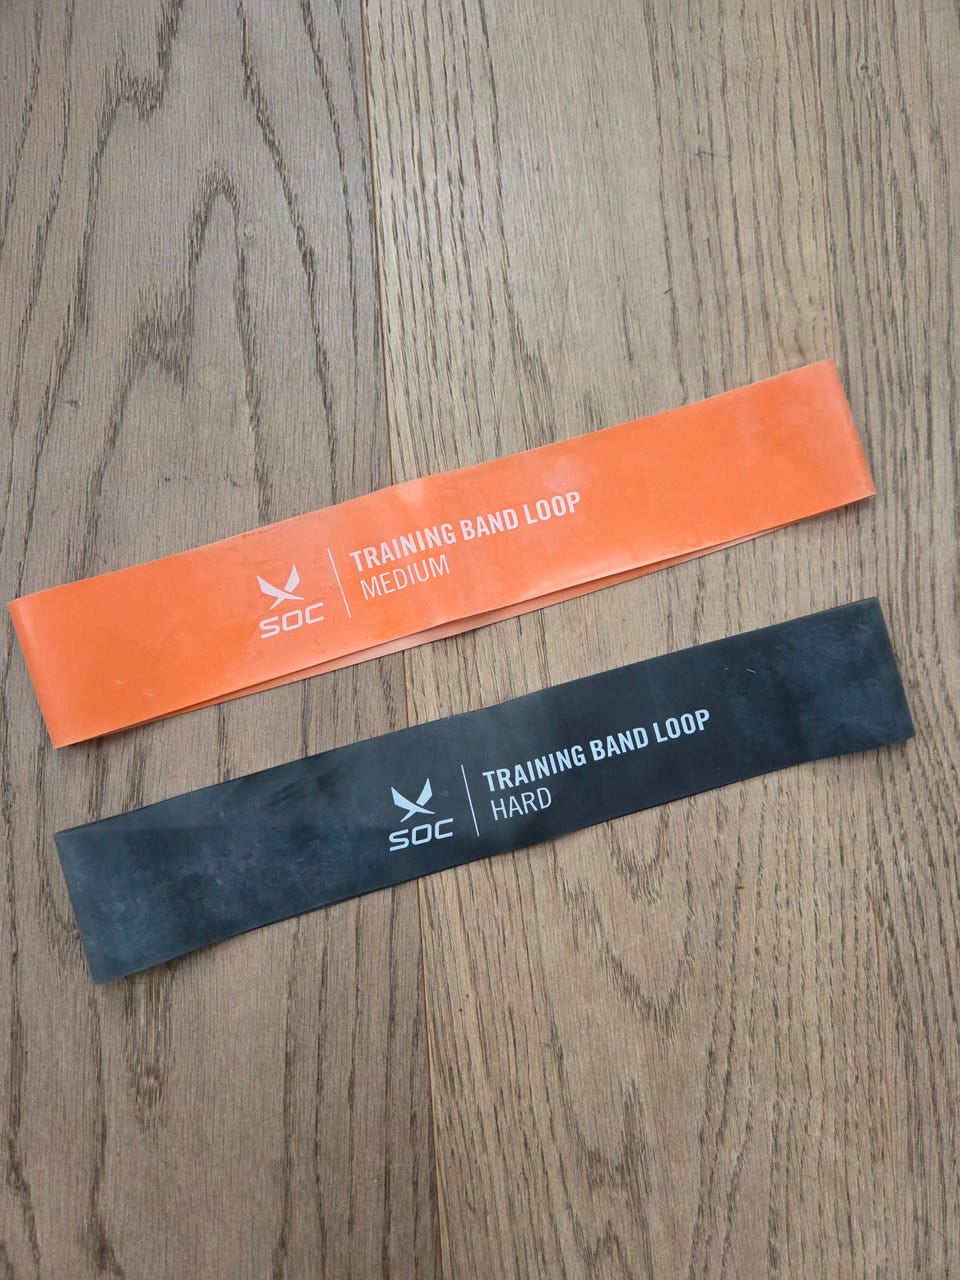 SOC
TRAINING BAND LOOP
MEDIUM
SOC
TRAINING BAND LOOP
HARD